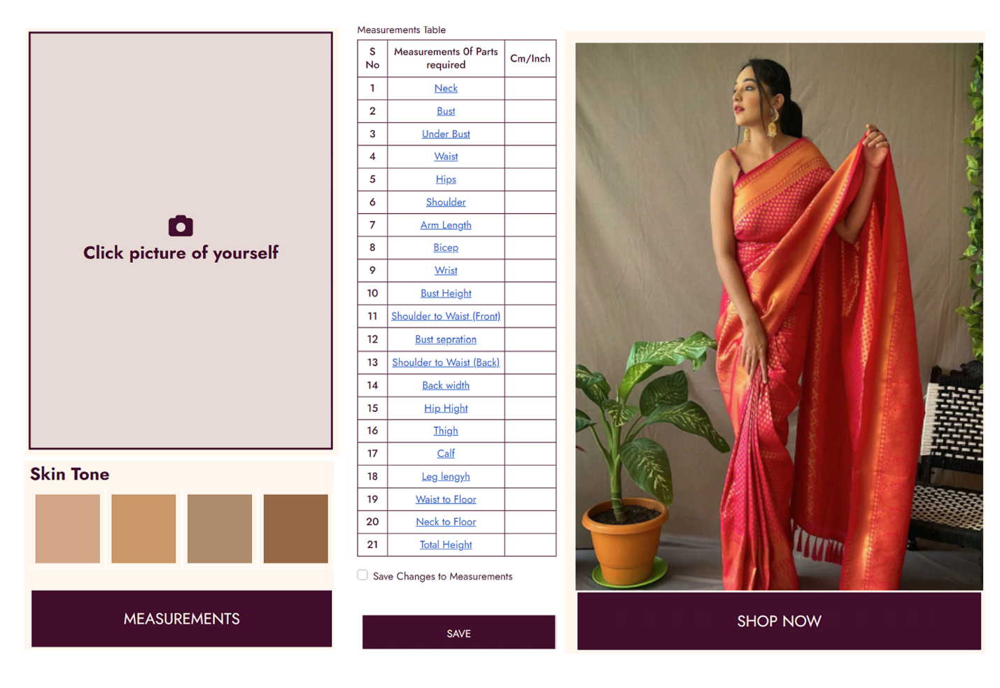 Click picture of yourself
Skin Tone
MEASUREMENTS
Measurements Table
S No | Measurements Of Parts required | Cm/Inch
1 Neck
2 Bust
3 Under Bust
4 Waist
5 Hips
6 Shoulder
7 Arm Length
8 Bicep
9 Wrist
10 Bust Height
11 Shoulder to Waist (Front)
12 Bust sepration
13 Shoulder to Waist (Back)
14 Back width
15 Hip Hight
16 Thigh
17 Calf
18 Leg lengyh
19 Waist to Floor
20 Neck to Floor
21 Total Height
Save Changes to Measurements
SAVE
SHOP NOW